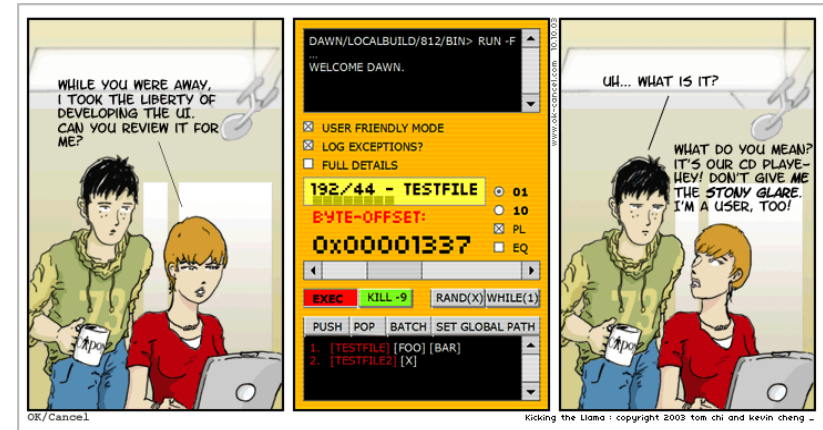 WHILE YOU WERE AWAY,
I TOOK THE LIBERTY OF
DEVELOPING THE UI.
CAN YOU REVIEW IT FOR
ME?
73
CAPOS
DAWN/LOCALBUILD/812/BIN> RUN -F
...
WELCOME DAWN.
USER FRIENDLY MODE
LOG EXCEPTIONS?
FULL DETAILS
192/44 - TESTFILE
01
10
BYTE-OFFSET:
PL
0x00001337
EQ
EXEC
KILL -9
RAND(X)
WHILE(1)
PUSH
POP
BATCH
SET GLOBAL PATH
1. [TESTFILE] [FOO] [BAR]
2. [TESTFILE2] [X]
www.ok-cancel.com 10.10.03
UH... WHAT IS IT?
WHAT DO YOU MEAN?
IT'S OUR CD PLAYE-
HEY! DON'T GIVE ME
THE STONY GLARE.
I'M A USER, TOO!
73
OK/Cancel
Kicking the Llama : copyright 2003 tom chi and kevin cheng _